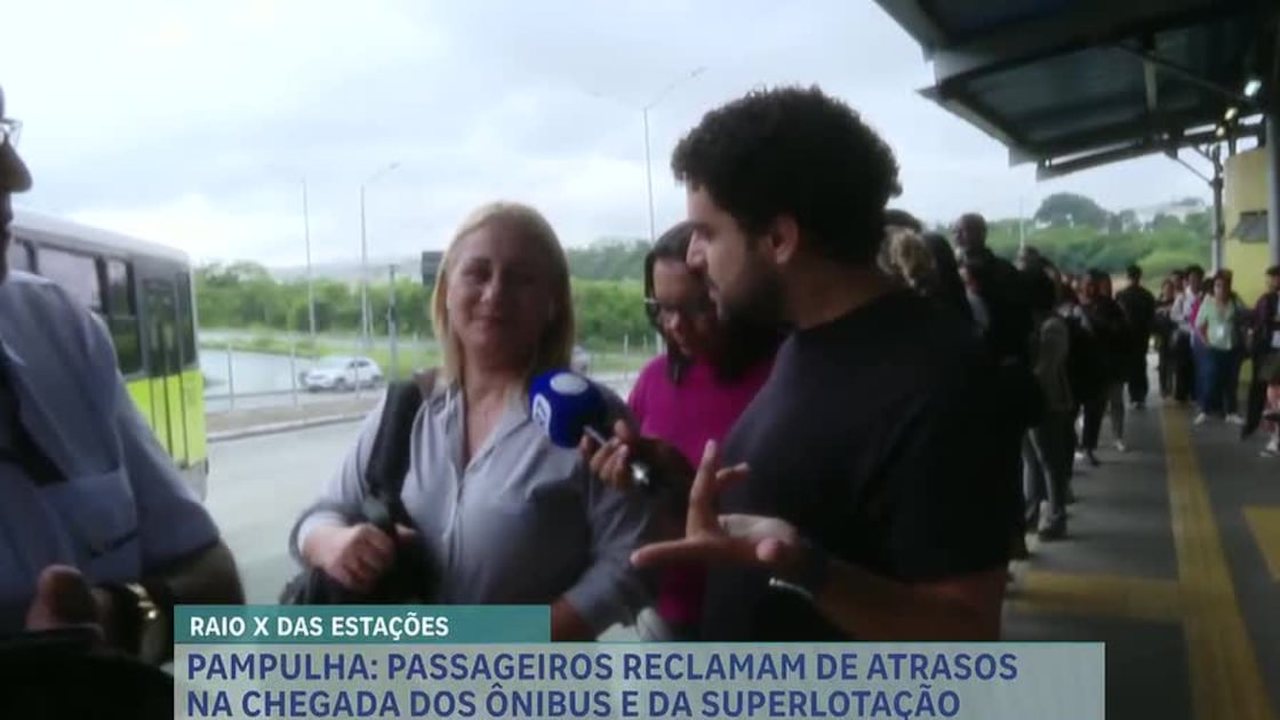 RAIO X DAS ESTAÇÕES
PAMPULHA: PASSAGEIROS RECLAMAM DE ATRASOS
NA CHEGADA DOS ÔNIBUS E DA SUPERLOTAÇÃO